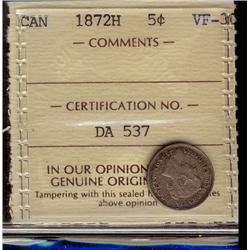 CAN 1872H 5¢ VF-30
— COMMENTS —
— CERTIFICATION NO. —
DA 537
IN OUR OPINION
GENUINE ORIGIN
Tampering with this sealed
above opinion